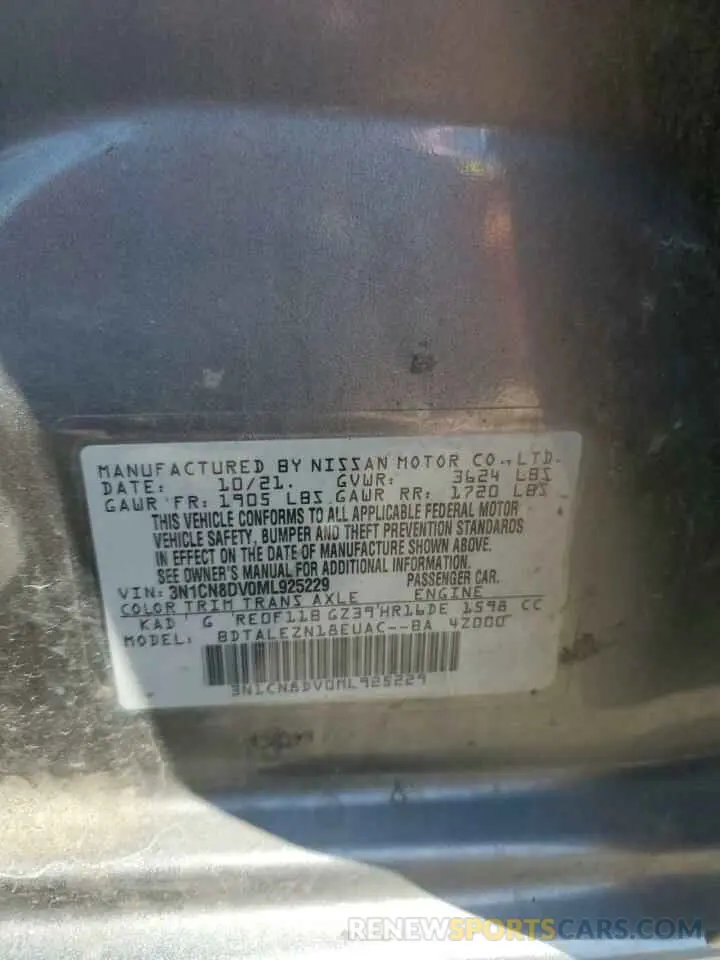 MANUFACTURED BY NISSAN MOTOR CO., LTD.
DATE: 10/21. GVWR: 3624 LBS
GAWR FR: 1905 LBS GAWR RR: 1720 LBS
THIS VEHICLE CONFORMS TO ALL APPLICABLE FEDERAL MOTOR
VEHICLE SAFETY, BUMPER AND THEFT PREVENTION STANDARDS
IN EFFECT ON THE DATE OF MANUFACTURE SHOWN ABOVE.
SEE OWNER'S MANUAL FOR ADDITIONAL INFORMATION.
VIN: 3N1CN8DV0ML925229 PASSENGER CAR.
COLOR TRIM TRANS AXLE ENGINE
KAD G RE0F11B GZ39 HR16DE 1598 CC
MODEL: BDTALEZN18EUAC--BA 4Z000
3N1CN8DV0ML925229
RENEWSPORTSCARS.COM